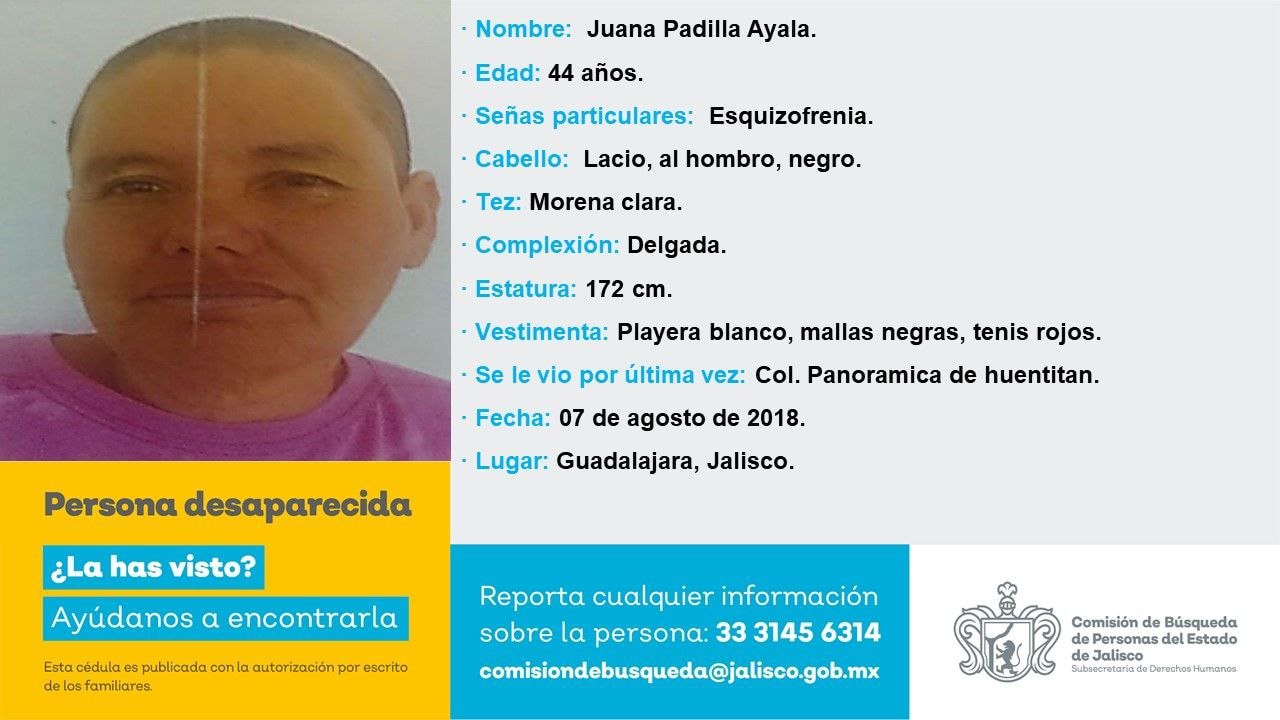 · Nombre:  Juana Padilla Ayala.
· Edad: 44 años.
· Señas particulares:  Esquizofrenia.
· Cabello:  Lacio, al hombro, negro.
· Tez: Morena clara.
· Complexión: Delgada.
· Estatura: 172 cm.
· Vestimenta: Playera blanco, mallas negras, tenis rojos.
· Se le vio por última vez: Col. Panoramica de huentitan.
· Fecha: 07 de agosto de 2018.
· Lugar: Guadalajara, Jalisco.
Persona desaparecida
¿La has visto?
Ayúdanos a encontrarla
Esta cédula es publicada con la autorización por escrito
de los familiares.
Reporta cualquier información
sobre la persona: 33 3145 6314
comisiondebusqueda@jalisco.gob.mx
Comisión de Búsqueda
de Personas del Estado
de Jalisco
Subsecretaría de Derechos Humanos